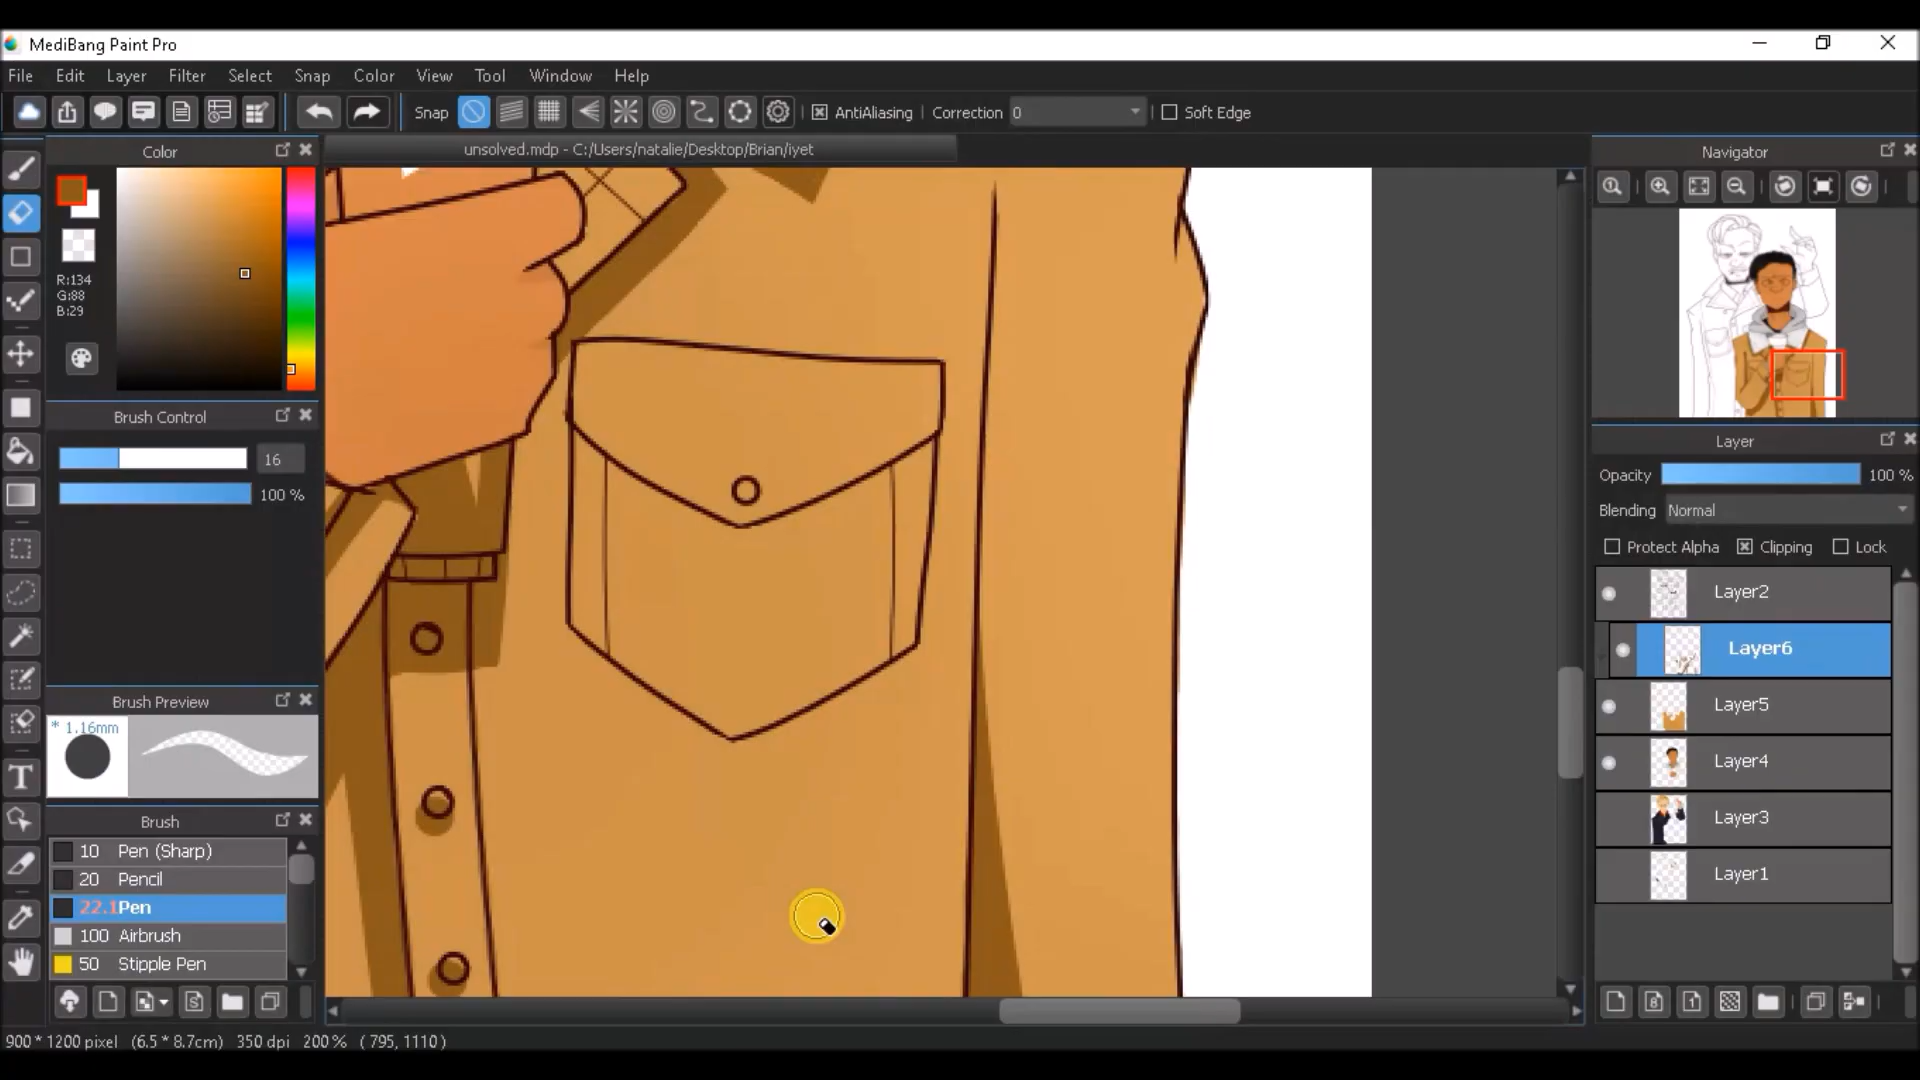 MediBang Paint Pro
File Edit Layer Filter Select Snap Color View Tool Window Help
Snap AntiAliasing Correction 0 Soft Edge
Color
unsolved.mdp - C:/Users/natalie/Desktop/Brian/iyet
Navigator
R:134
G:88
B:29
Brush Control
16
100 %
Layer
Opacity 100 %
Blending Normal
Protect Alpha Clipping Lock
Layer2
Layer6
Layer5
Layer4
Layer3
Layer1
Brush Preview
* 1.16mm
Brush
10 Pen (Sharp)
20 Pencil
22.1Pen
100 Airbrush
50 Stipple Pen
900 * 1200 pixel (6.5 * 8.7cm) 350 dpi 200 % ( 795, 1110 )